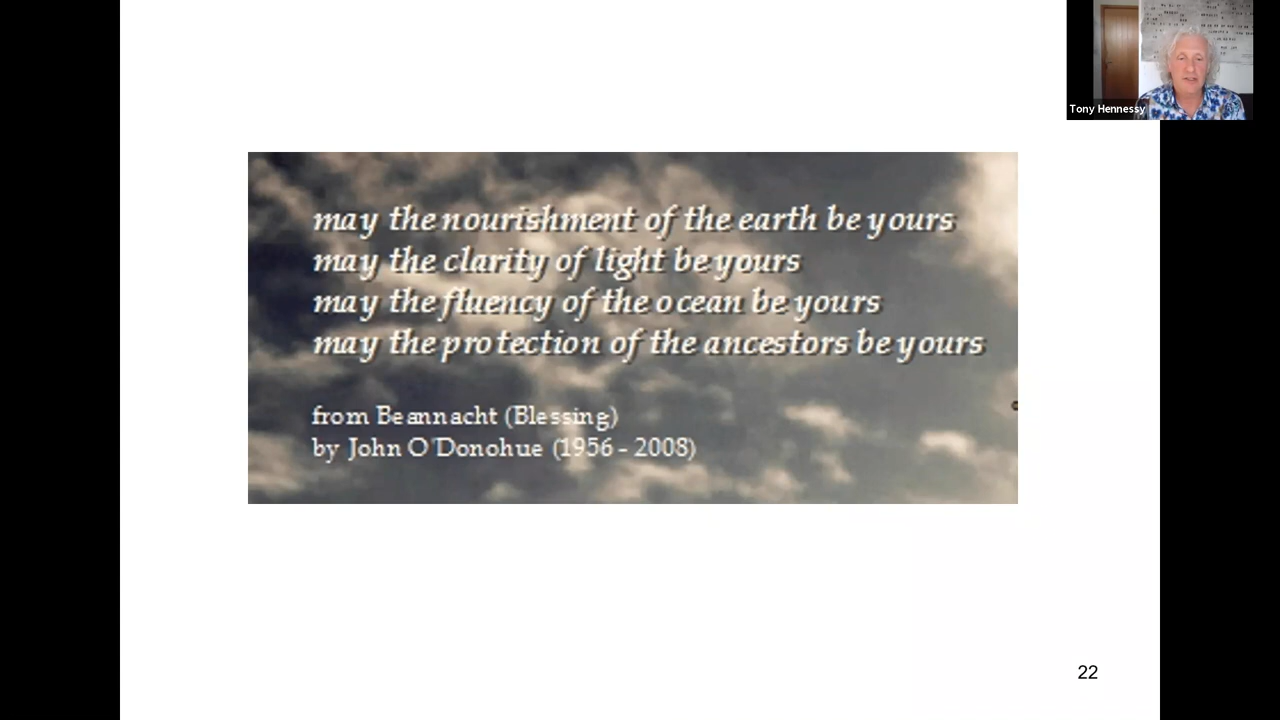 Tony Hennessy
may the nourishment of the earth be yours
may the clarity of light be yours
may the fluency of the ocean be yours
may the protection of the ancestors be yours
from Beannacht (Blessing)
by John O'Donohue (1956 - 2008)
22